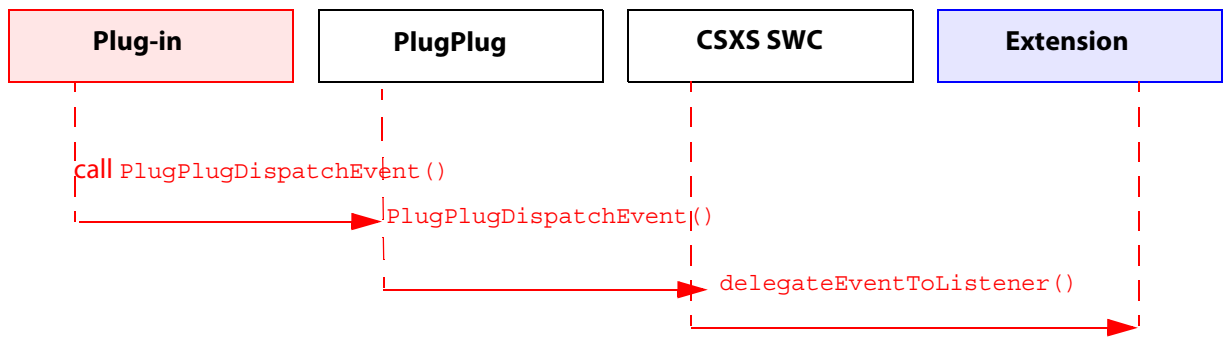 Plug-in
PlugPlug
CSXS SWC
Extension
call PlugPlugDispatchEvent()
PlugPlugDispatchEvent()
delegateEventToListener()